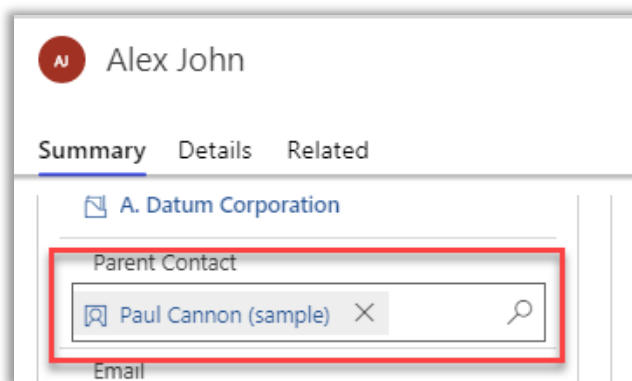 AJ
Alex John
Summary Details Related
A. Datum Corporation
Parent Contact
Paul Cannon (sample)
Email